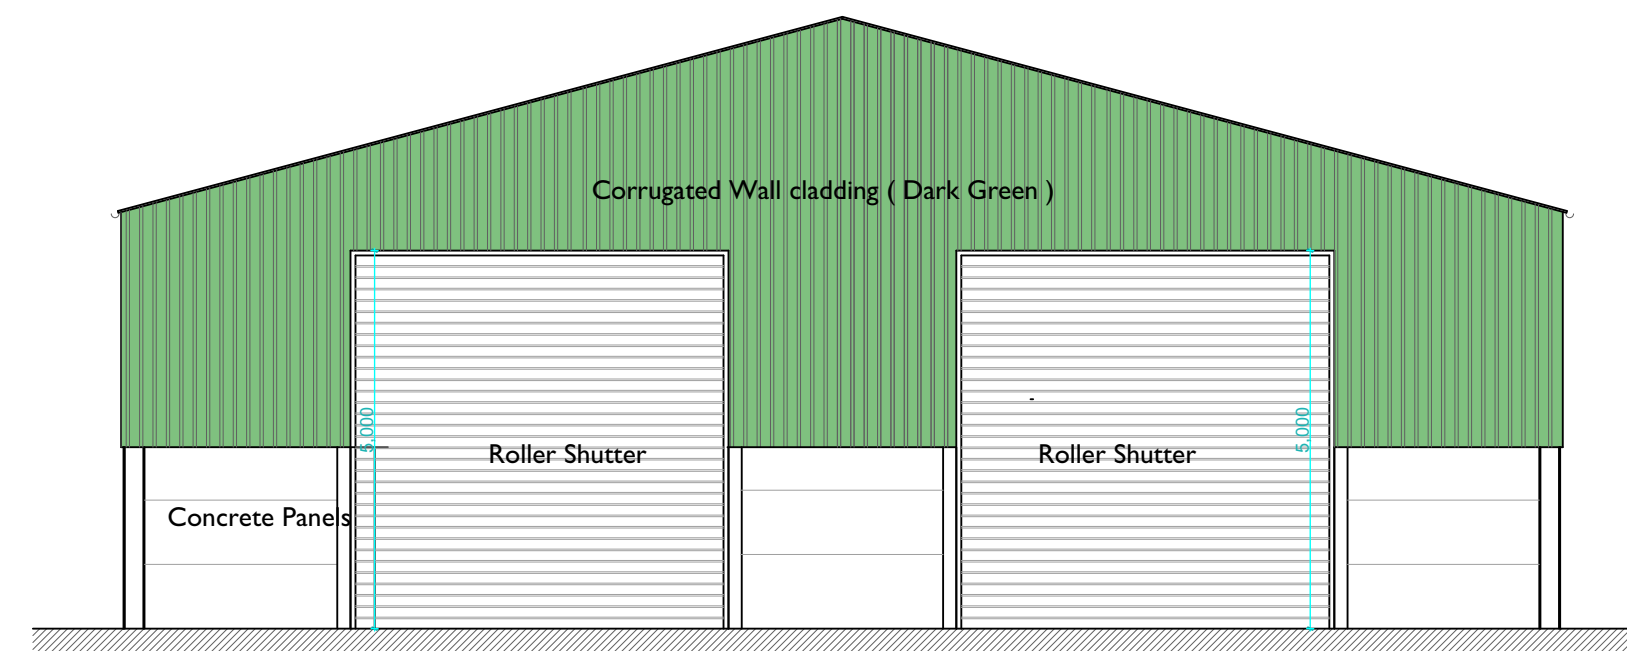 Corrugated Wall cladding ( Dark Green )
5,000
5,000
Roller Shutter
Roller Shutter
Concrete Panels